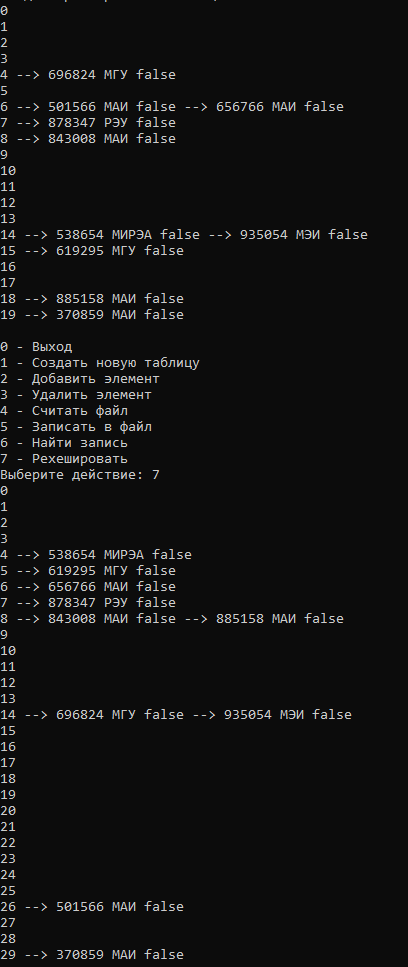 0
1
2
3
4 --> 696824 МГУ false
5
6 --> 501566 МАИ false --> 656766 МАИ false
7 --> 878347 РЭУ false
8 --> 843008 МАИ false
9
10
11
12
13
14 --> 538654 МИРЭА false --> 935054 МЭИ false
15 --> 619295 МГУ false
16
17
18 --> 885158 МАИ false
19 --> 370859 МАИ false
0 - Выход
1 - Создать новую таблицу
2 - Добавить элемент
3 - Удалить элемент
4 - Считать файл
5 - Записать в файл
6 - Найти запись
7 - Рехешировать
Выберите действие: 7
0
1
2
3
4 --> 538654 МИРЭА false
5 --> 619295 МГУ false
6 --> 656766 МАИ false
7 --> 878347 РЭУ false
8 --> 843008 МАИ false --> 885158 МАИ false
9
10
11
12
13
14 --> 696824 МГУ false --> 935054 МЭИ false
15
16
17
18
19
20
21
22
23
24
25
26 --> 501566 МАИ false
27
28
29 --> 370859 МАИ false